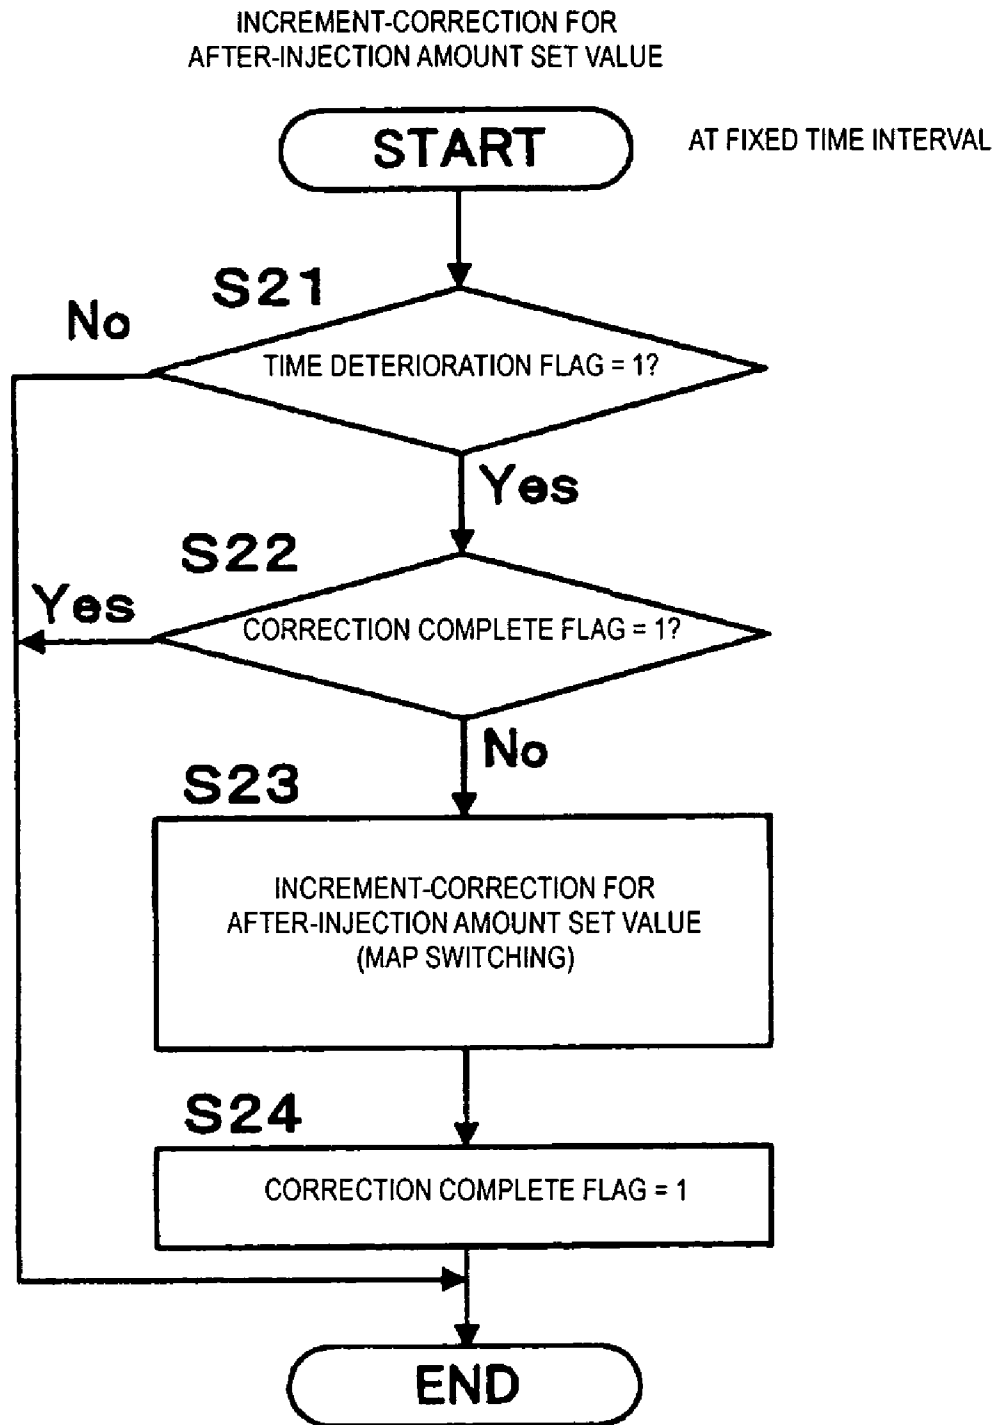 INCREMENT-CORRECTION FOR
AFTER-INJECTION AMOUNT SET VALUE
START
AT FIXED TIME INTERVAL
S21
No
TIME DETERIORATION FLAG = 1?
Yes
S22
Yes
CORRECTION COMPLETE FLAG = 1?
No
S23
INCREMENT-CORRECTION FOR
AFTER-INJECTION AMOUNT SET VALUE
(MAP SWITCHING)
S24
CORRECTION COMPLETE FLAG = 1
END